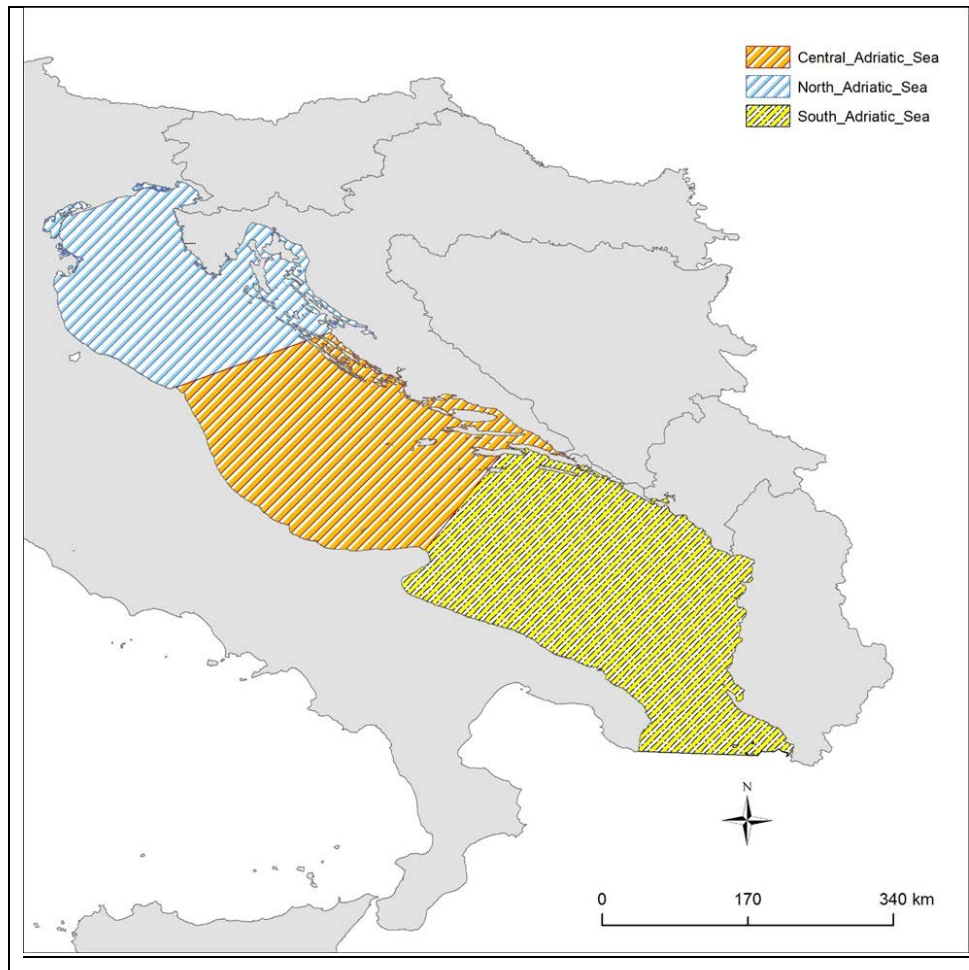 Central_Adriatic_Sea
North_Adriatic_Sea
South_Adriatic_Sea
N
0 170 340 km